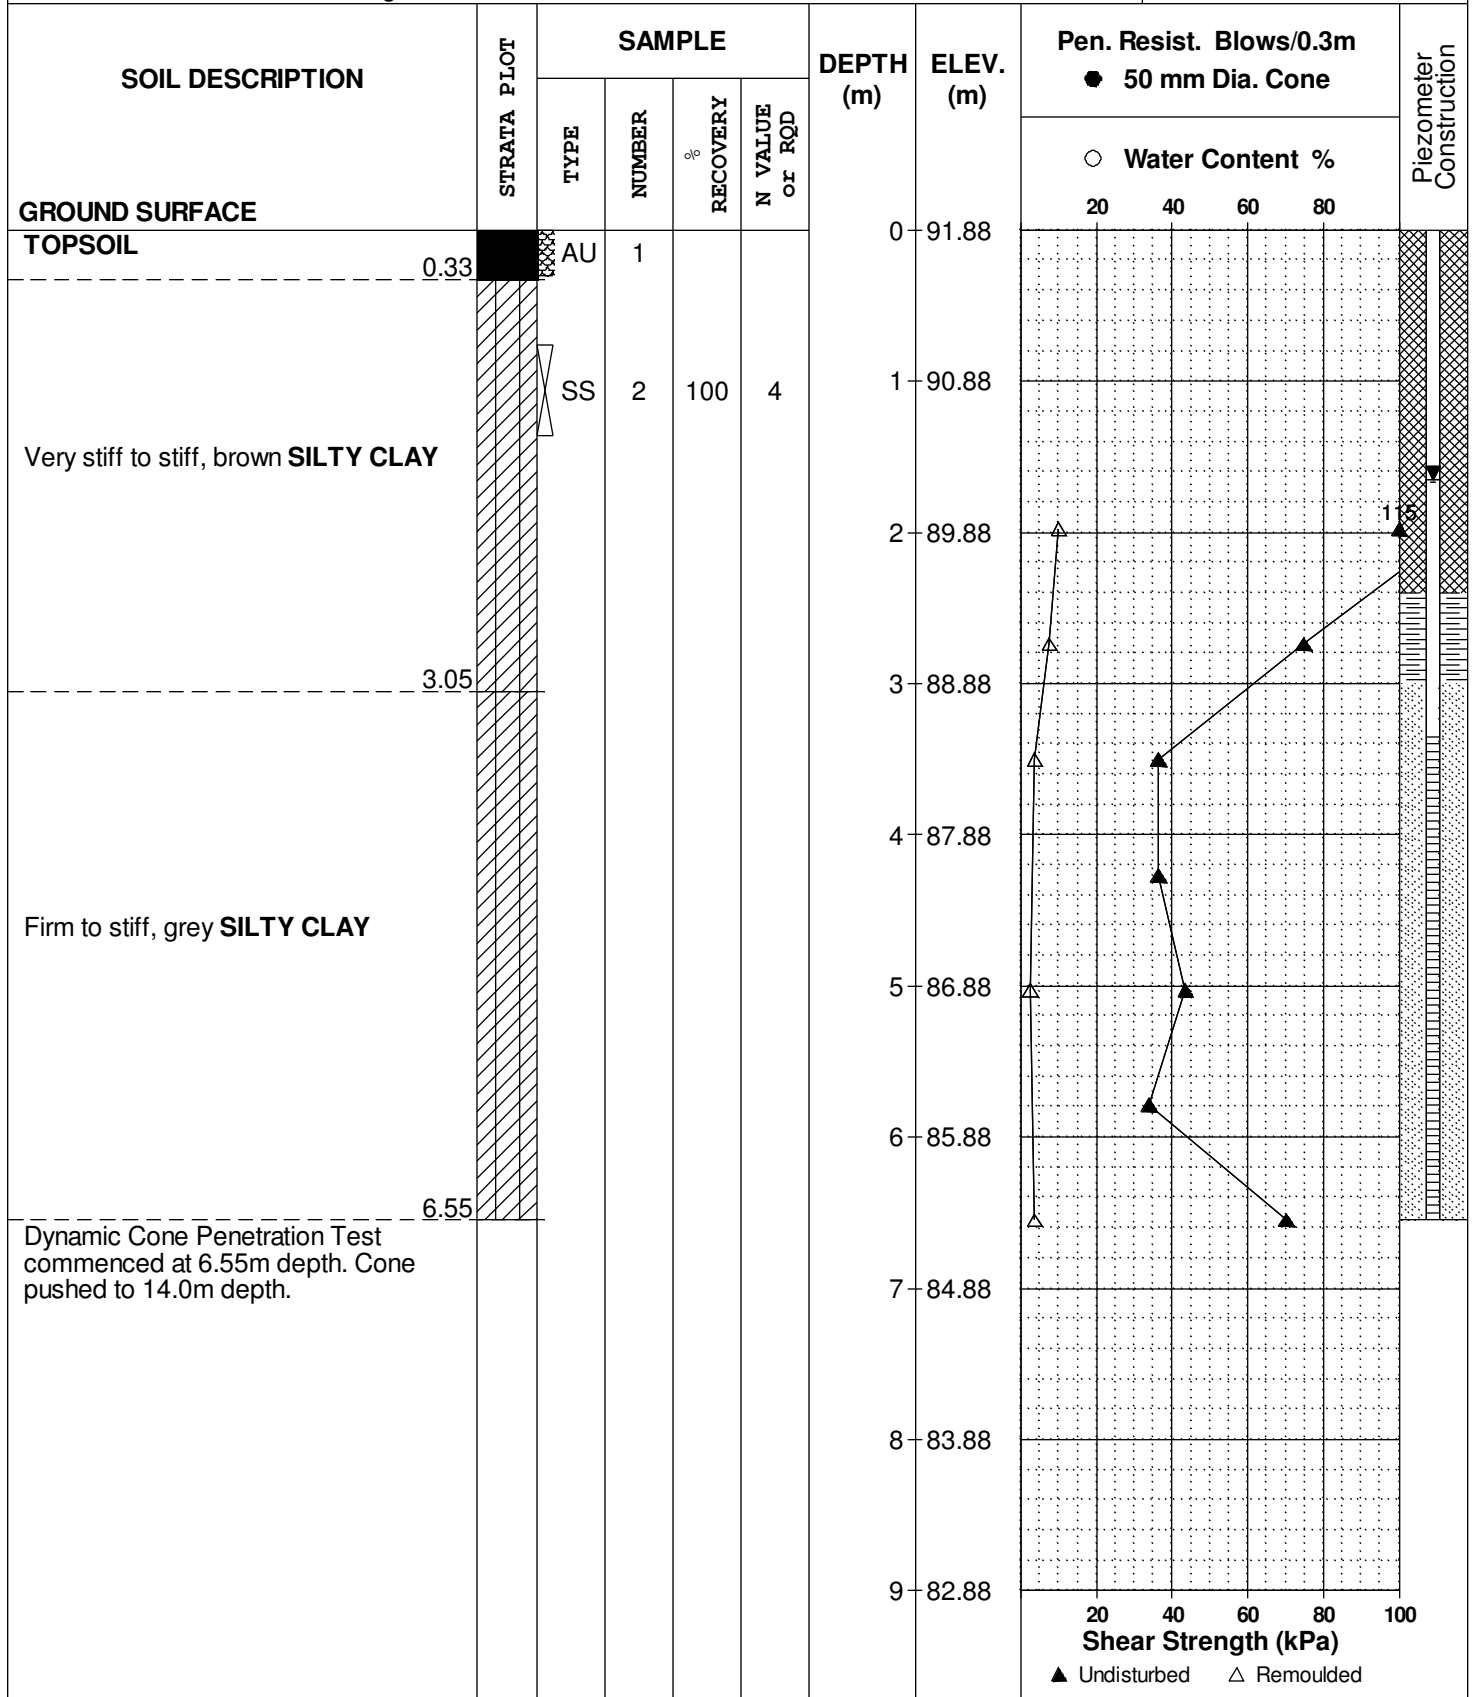 SOIL DESCRIPTION
GROUND SURFACE
STRATA PLOT
SAMPLE
TYPE
NUMBER
%
RECOVERY
N VALUE
or RQD
DEPTH
(m)
ELEV.
(m)
Pen. Resist. Blows/0.3m
● 50 mm Dia. Cone
○ Water Content %
20 40 60 80
Piezometer
Construction
TOPSOIL
0.33
AU 1
0 91.88
SS 2 100 4
1 90.88
Very stiff to stiff, brown SILTY CLAY
115
2 89.88
3.05
3 88.88
4 87.88
Firm to stiff, grey SILTY CLAY
5 86.88
6 85.88
6.55
Dynamic Cone Penetration Test
commenced at 6.55m depth. Cone
pushed to 14.0m depth.
7 84.88
8 83.88
9 82.88
20 40 60 80 100
Shear Strength (kPa)
▲ Undisturbed △ Remoulded